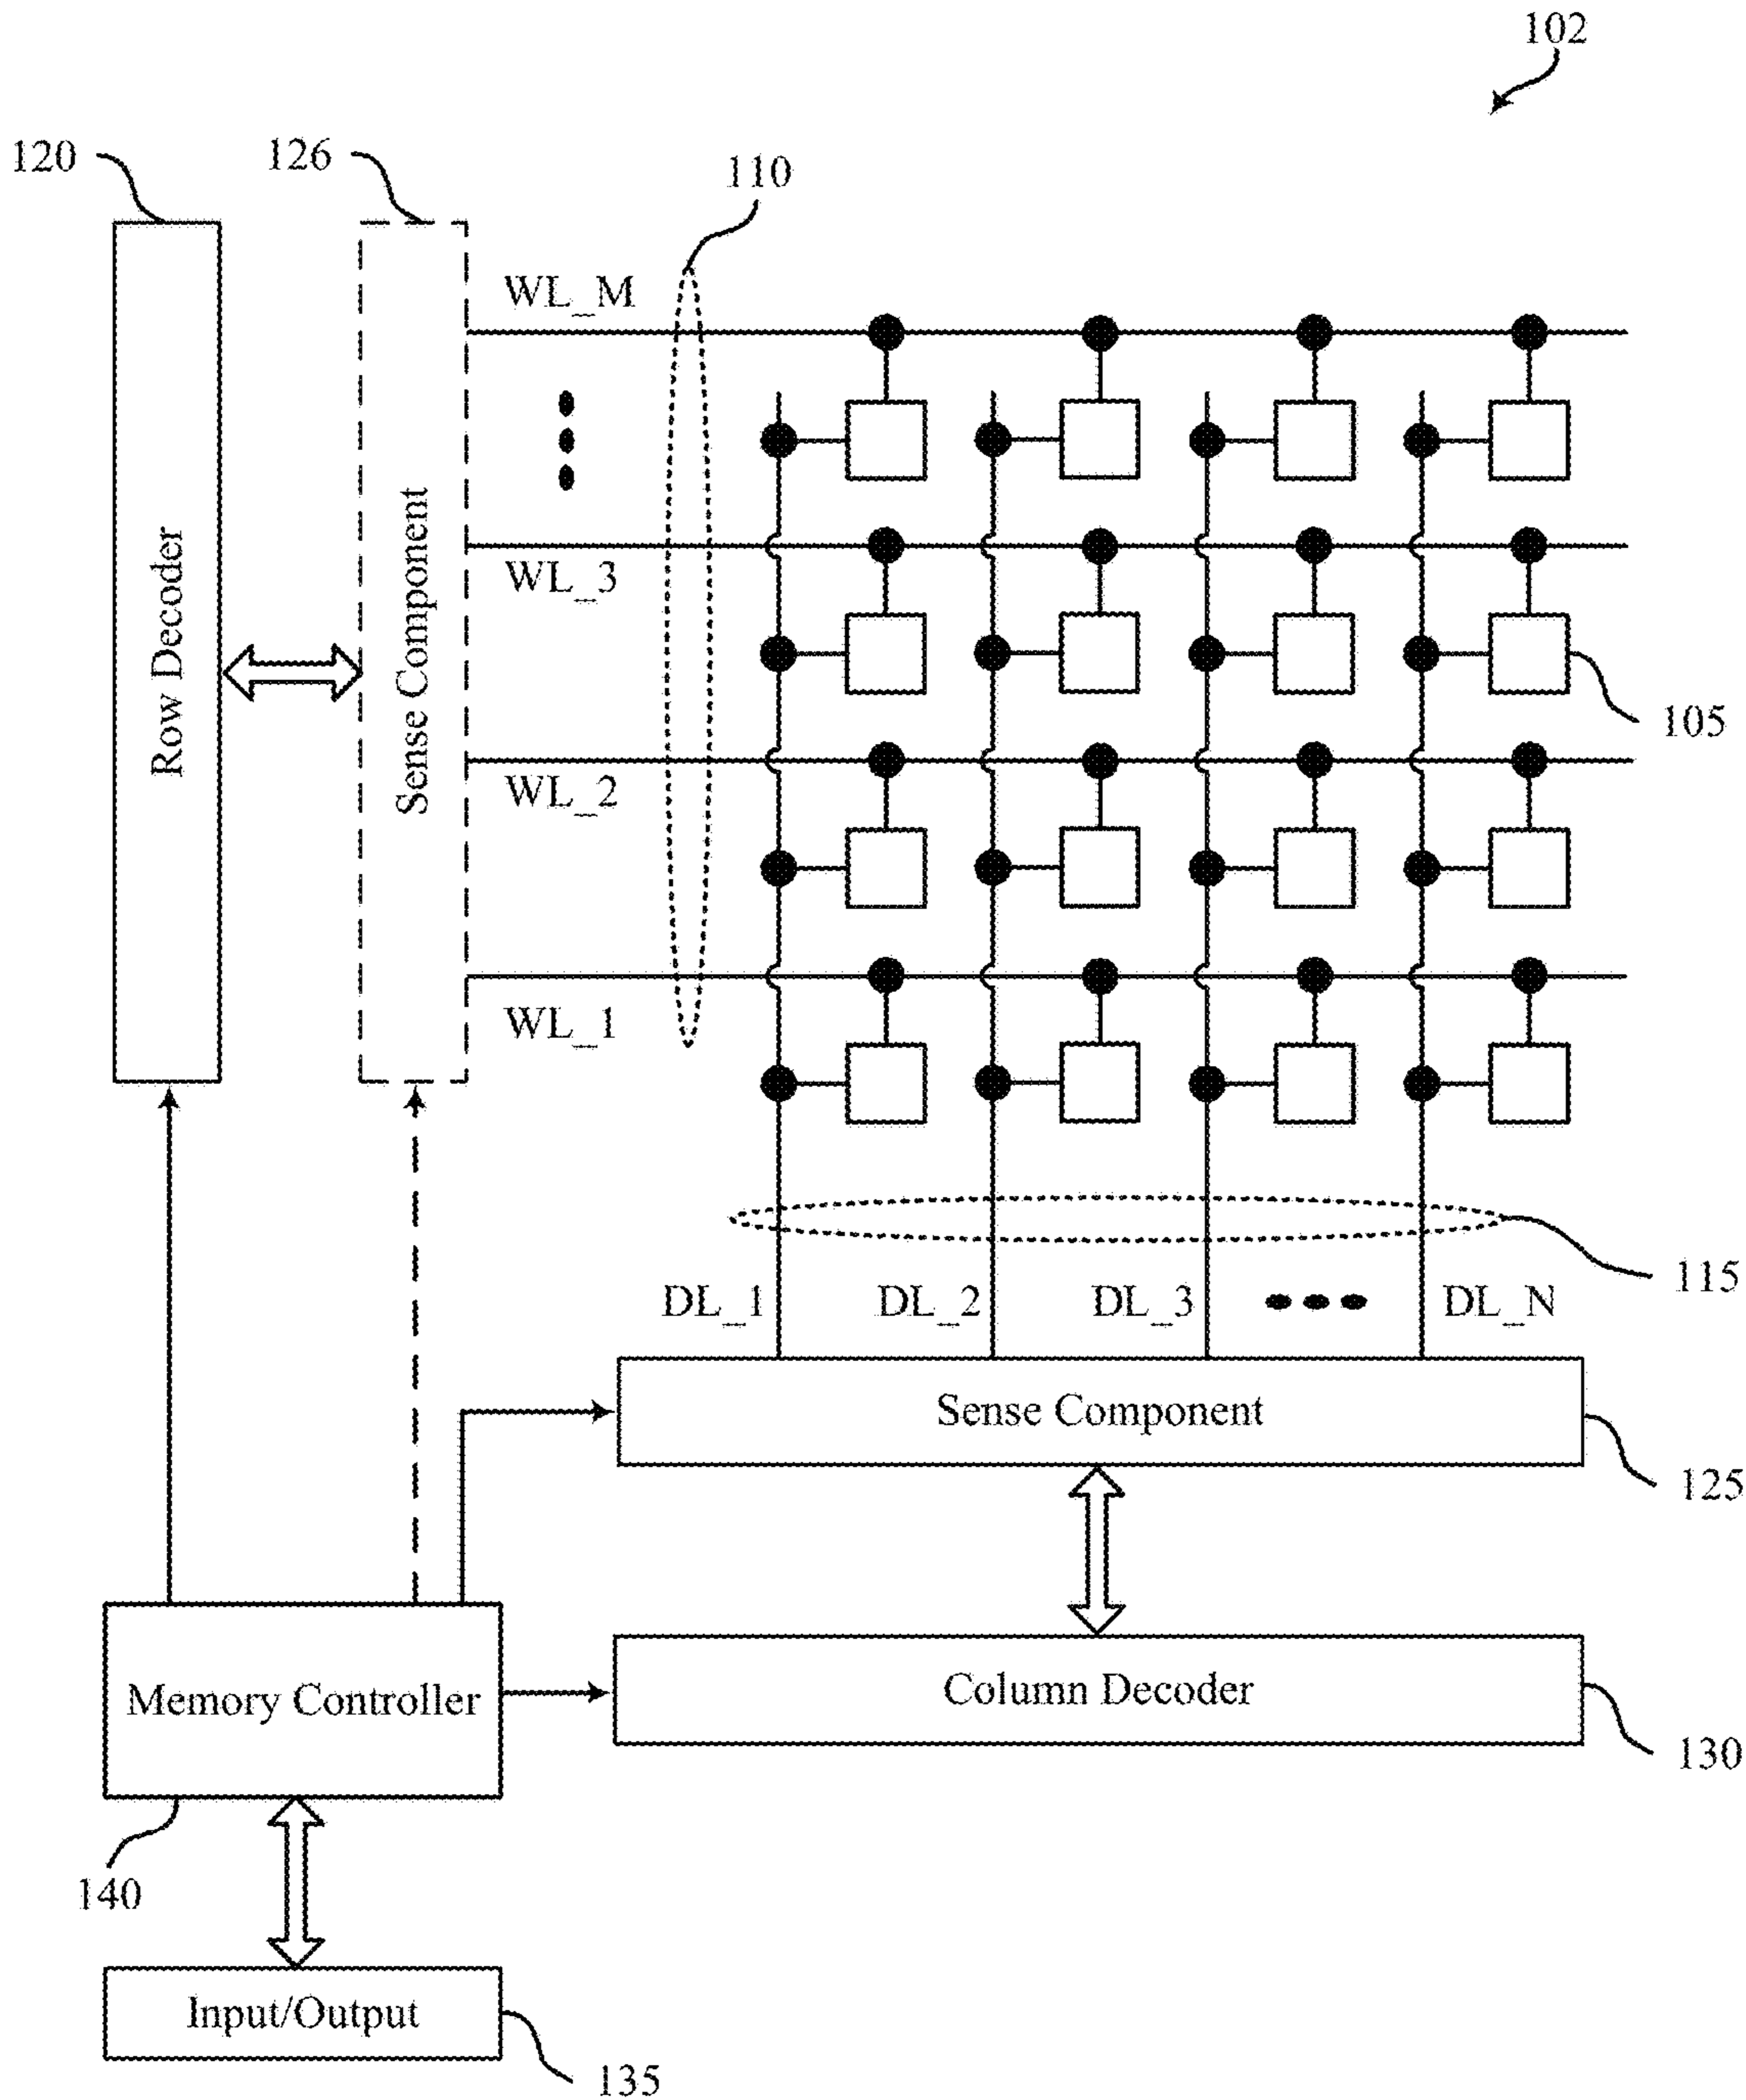 102
120
126
110
WL_M
Row Decoder
Sense Component
WL_3
105
WL_2
WL_1
115
DL_1
DL_2
DL_3
DL_N
Sense Component
125
Memory Controller
Column Decoder
130
140
Input/Output
135